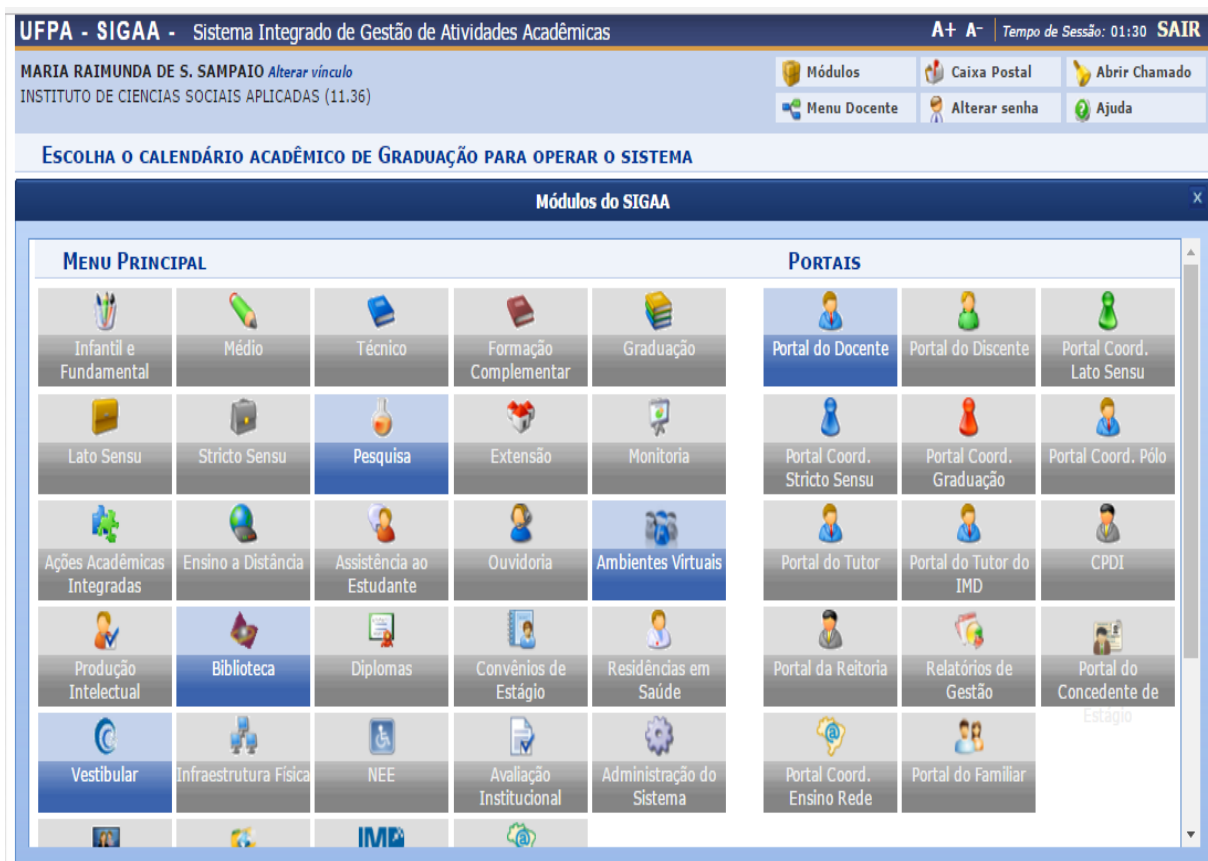 UFPA - SIGAA - Sistema Integrado de Gestão de Atividades Acadêmicas
A+ A- | Tempo de Sessão: 01:30 SAIR
MARIA RAIMUNDA DE S. SAMPAIO Alterar vínculo
INSTITUTO DE CIENCIAS SOCIAIS APLICADAS (11.36)
Módulos Caixa Postal Abrir Chamado
Menu Docente Alterar senha Ajuda
ESCOLHA O CALENDÁRIO ACADÊMICO DE GRADUAÇÃO PARA OPERAR O SISTEMA
Módulos do SIGAA x
MENU PRINCIPAL
Infantil e Fundamental
Médio
Técnico
Formação Complementar
Graduação
Lato Sensu
Stricto Sensu
Pesquisa
Extensão
Monitoria
Ações Acadêmicas Integradas
Ensino a Distância
Assistência ao Estudante
Ouvidoria
Ambientes Virtuais
Produção Intelectual
Biblioteca
Diplomas
Convênios de Estágio
Residências em Saúde
Vestibular
Infraestrutura Física
NEE
Avaliação Institucional
Administração do Sistema
PORTAIS
Portal do Docente
Portal do Discente
Portal Coord. Lato Sensu
Portal Coord. Stricto Sensu
Portal Coord. Graduação
Portal Coord. Pólo
Portal do Tutor
Portal do Tutor do IMD
CPDI
Portal da Reitoria
Relatórios de Gestão
Portal do Concedente de Estágio
Portal Coord. Ensino Rede
Portal do Familiar